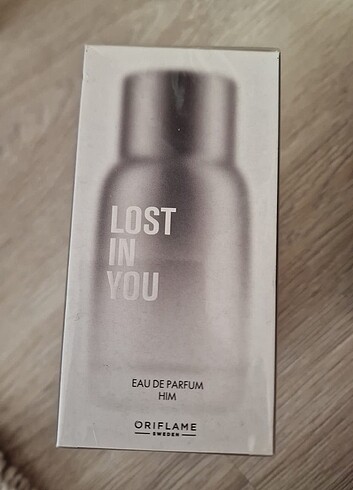 LOST
IN
YOU
EAU DE PARFUM
HIM
ORIFLAME
SWEDEN